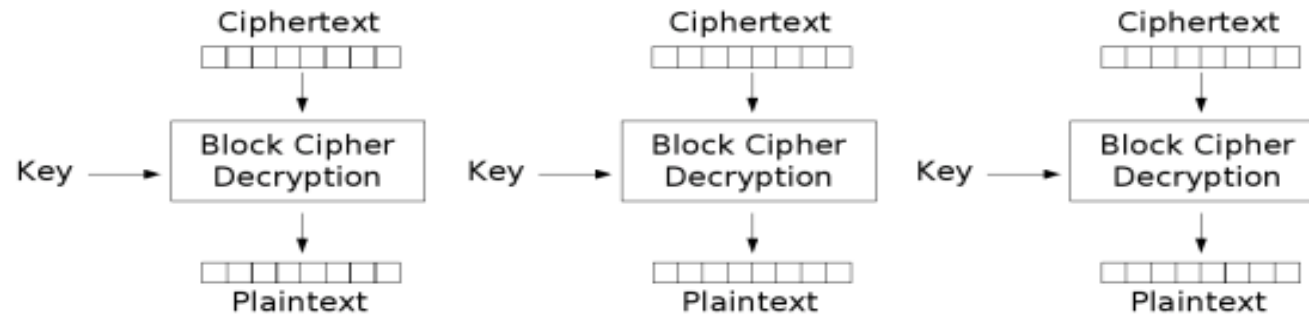 Ciphertext Ciphertext Ciphertext
Block Cipher Block Cipher Block Cipher
Key Key Key
Decryption Decryption Decryption
Plaintext Plaintext Plaintext